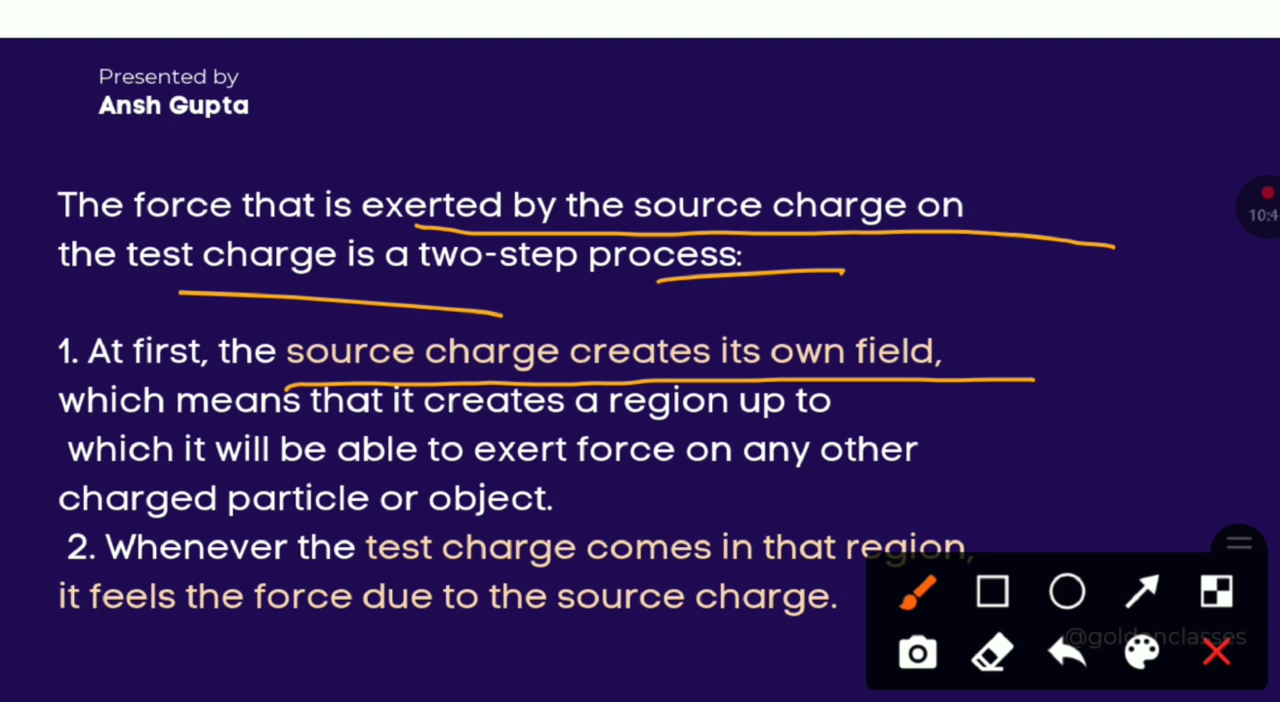 Presented by
Ansh Gupta
The force that is exerted by the source charge on
the test charge is a two-step process:
1. At first, the source charge creates its own field,
which means that it creates a region up to
which it will be able to exert force on any other
charged particle or object.
2. Whenever the test charge comes in that region,
it feels the force due to the source charge.
10:4
@goldenclasses